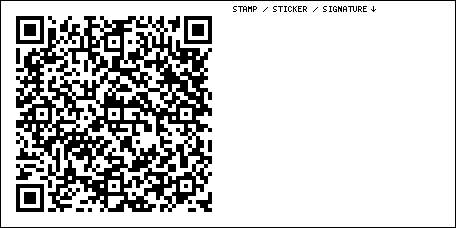 STAMP / STICKER / SIGNATURE ↓